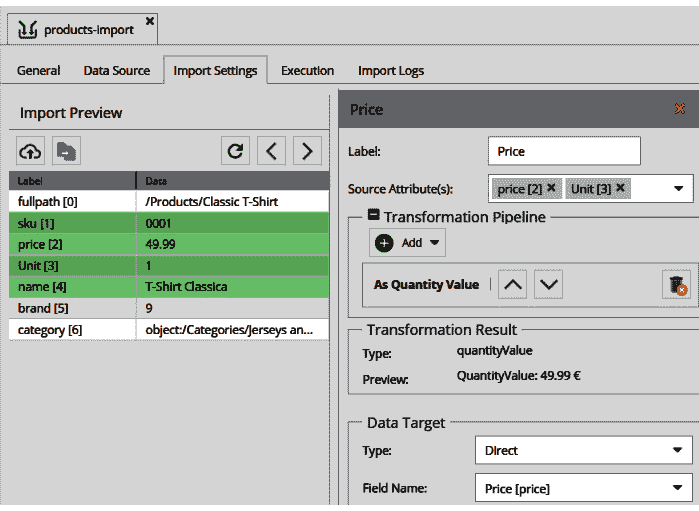 products-import
General Data Source Import Settings Execution Import Logs
Import Preview
Label Data
fullpath [0] /Products/Classic T-Shirt
sku [1] 0001
price [2] 49.99
Unit [3] 1
name [4] T-Shirt Classica
brand [5] 9
category [6] object:/Categories/Jerseys an...
Price
Label: Price
Source Attribute(s): price [2] Unit [3]
Transformation Pipeline
Add
As Quantity Value
Transformation Result
Type: quantityValue
Preview: QuantityValue: 49.99 €
Data Target
Type: Direct
Field Name: Price [price]